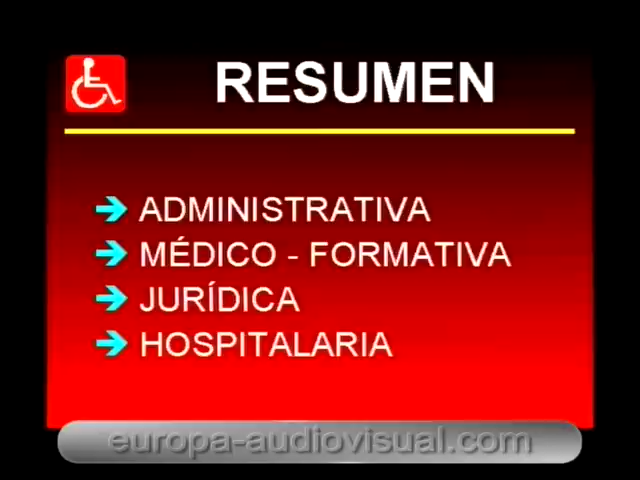 RESUMEN
ADMINISTRATIVA
MÉDICO - FORMATIVA
JURÍDICA
HOSPITALARIA
europa-audiovisual.com